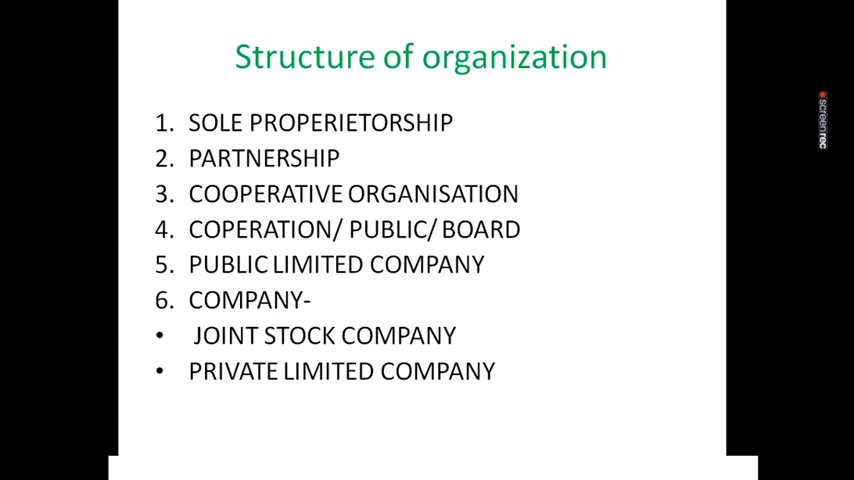 Structure of organization
1. SOLE PROPERIETORSHIP
2. PARTNERSHIP
3. COOPERATIVE ORGANISATION
4. COPERATION/ PUBLIC/ BOARD
5. PUBLIC LIMITED COMPANY
6. COMPANY-
• JOINT STOCK COMPANY
• PRIVATE LIMITED COMPANY
screenrec